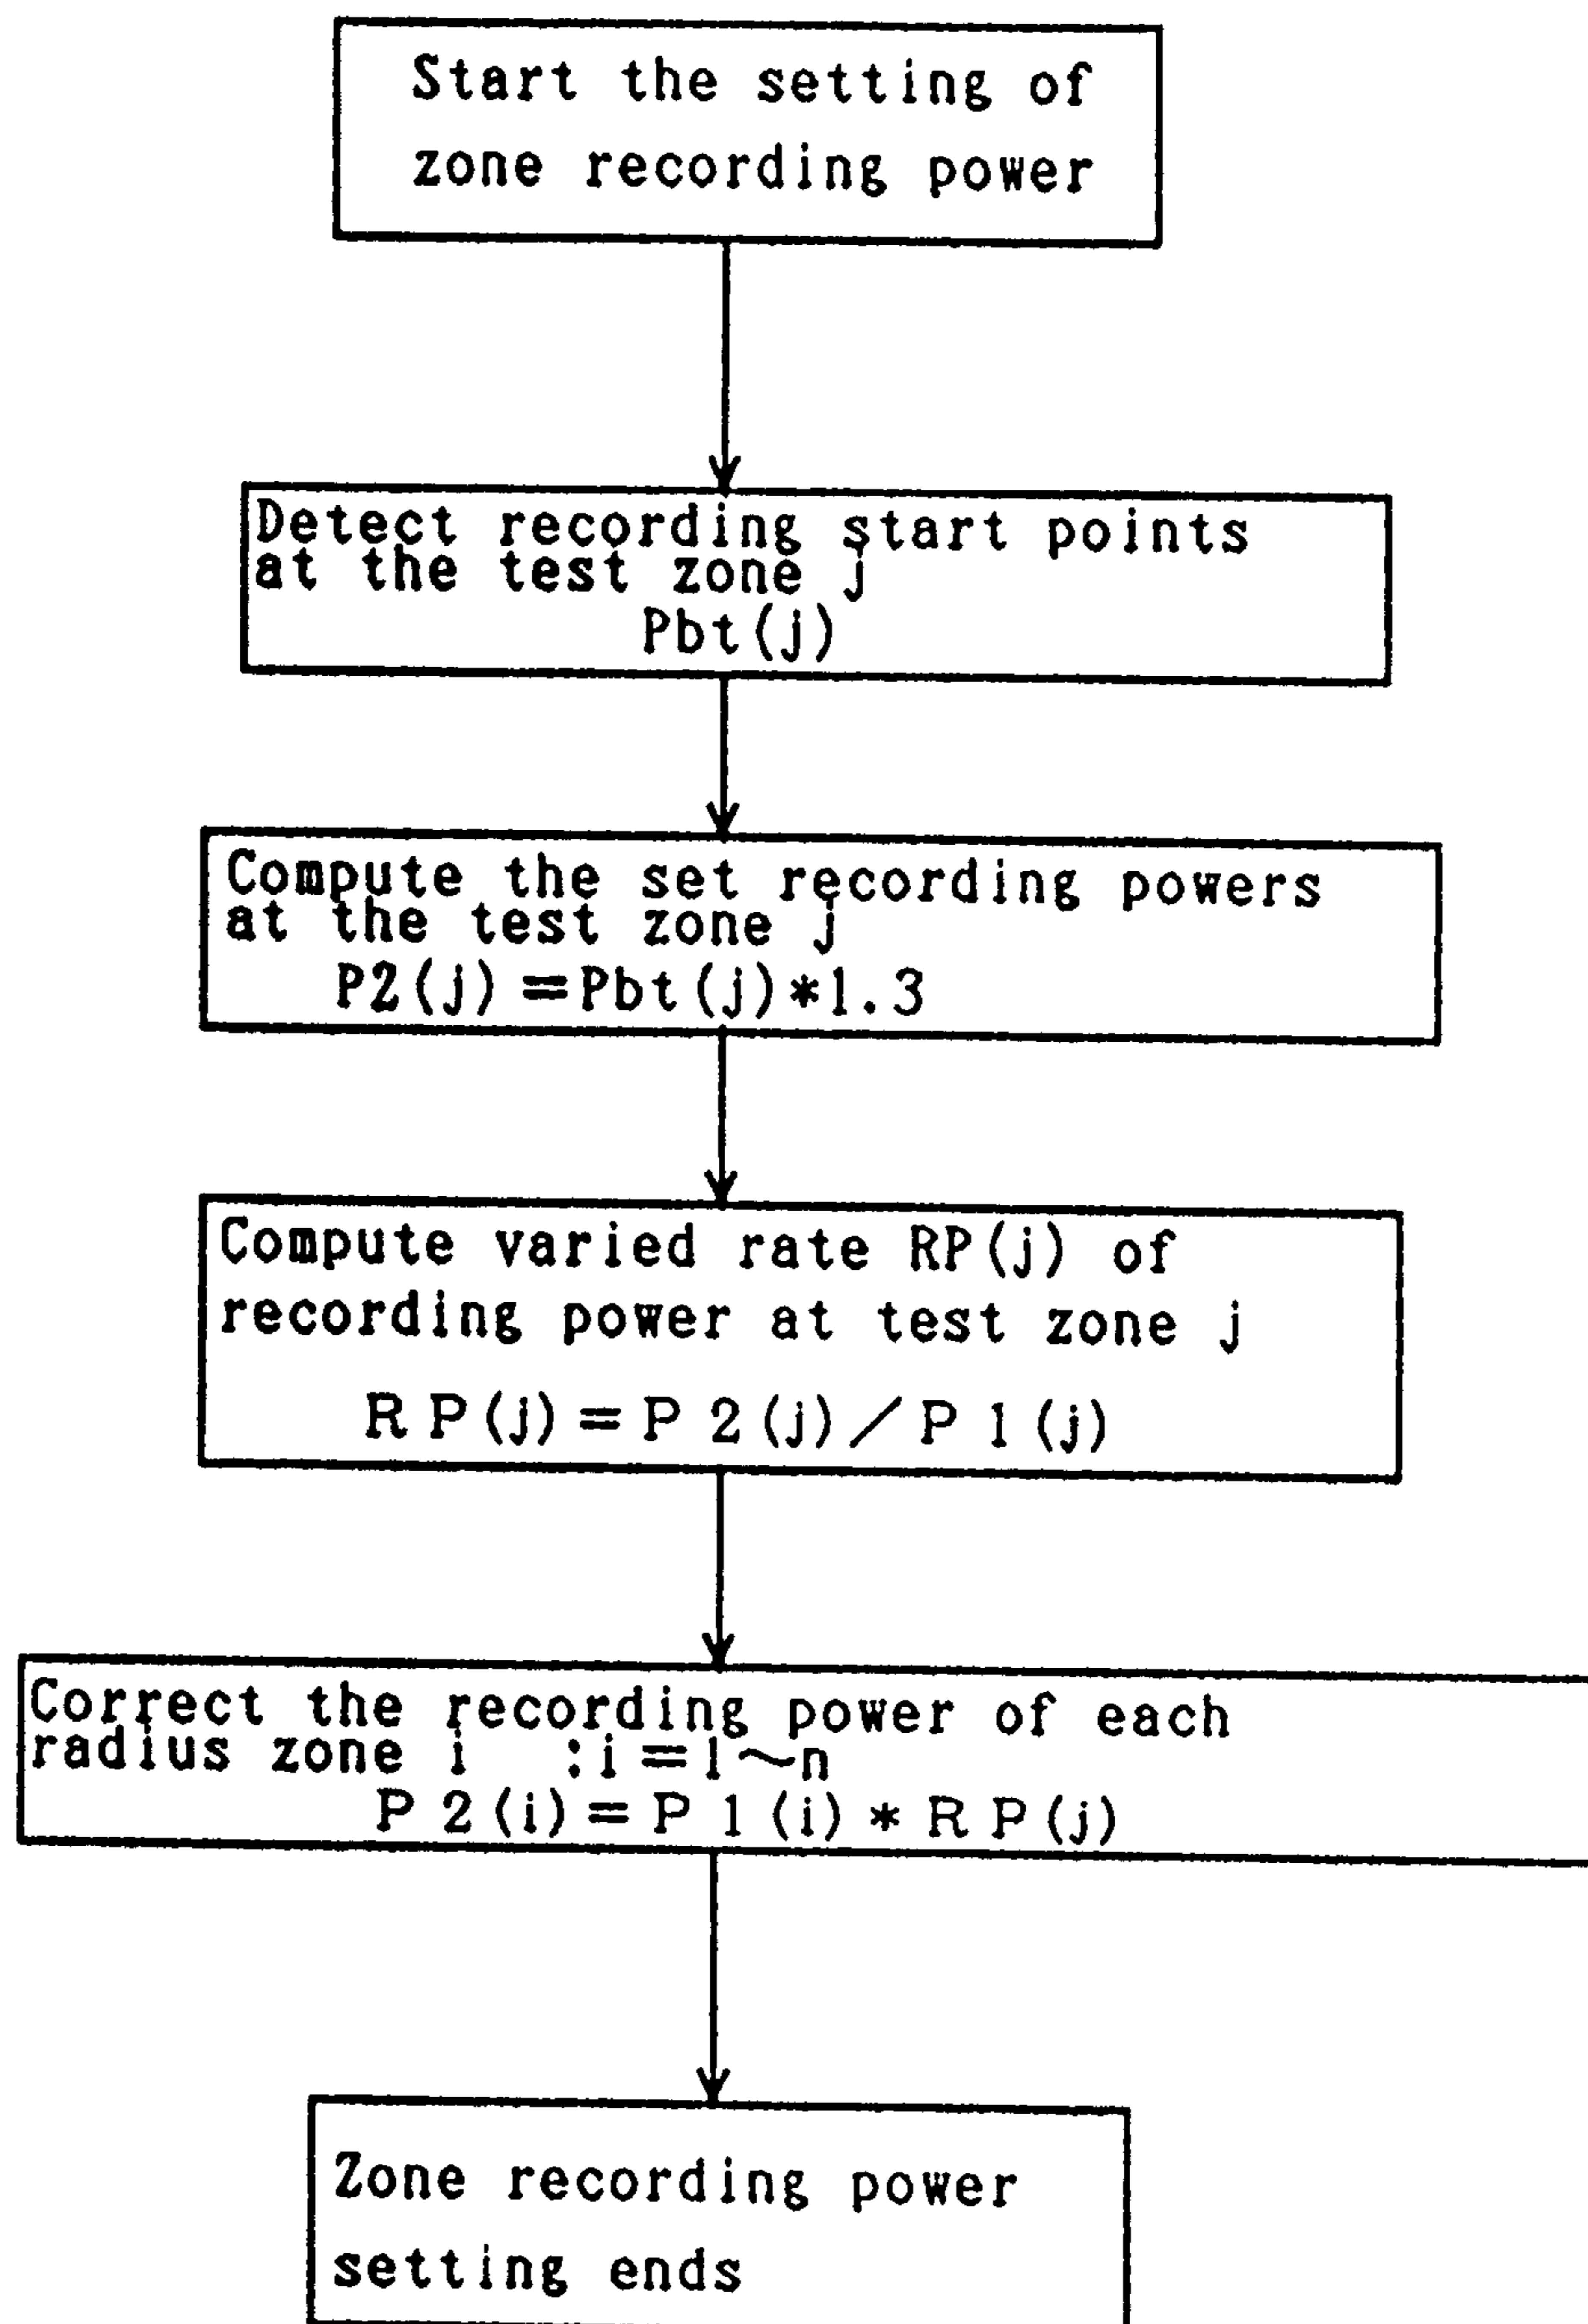 Start the setting of
zone recording power
Detect recording start points
at the test zone j
Pbt(j)
Compute the set recording powers
at the test zone j
P2(j)=Pbt(j)*1.3
Compute varied rate RP(j) of
recording power at test zone j
RP(j)=P2(j)/P1(j)
Correct the recording power of each
radius zone i :i=1~n
P2(i)=P1(i)*RP(j)
Zone recording power
setting ends